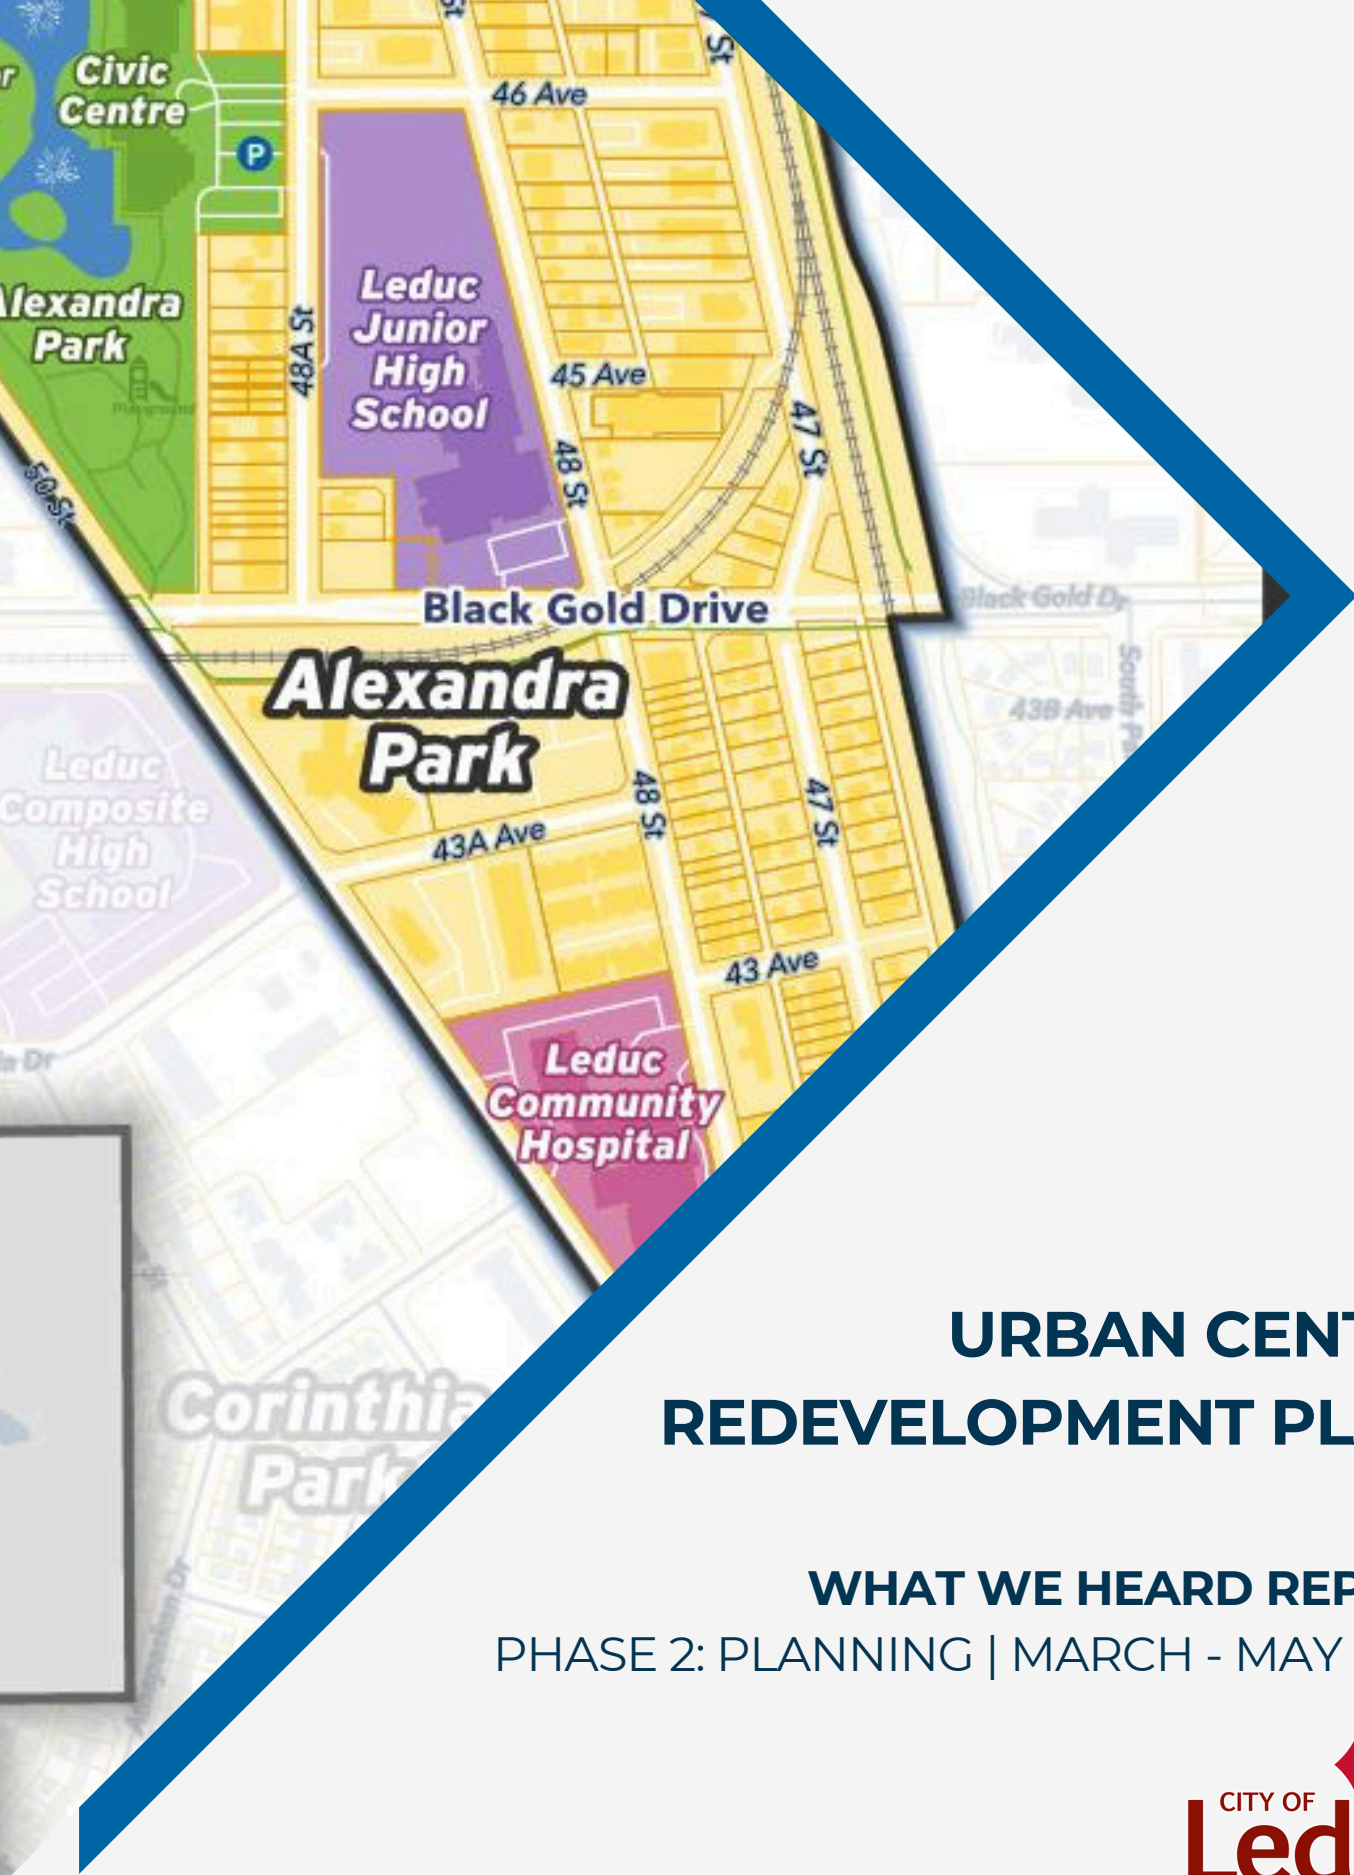 Civic
Centre
P
46 Ave
St
Alexandra
Park
Playground
48A St
Leduc
Junior
High
School
45 Ave
48 St
47 St
50 St
Black Gold Drive
Black Gold Dr
Alexandra
Park
43B Ave
Leduc
Composite
High
School
48 St
47 St
43A Ave
43 Ave
Leduc
Community
Hospital
Corinthia
Park
URBAN CENT
REDEVELOPMENT PL
WHAT WE HEARD REP
PHASE 2: PLANNING | MARCH - MAY
CITY OF
Led